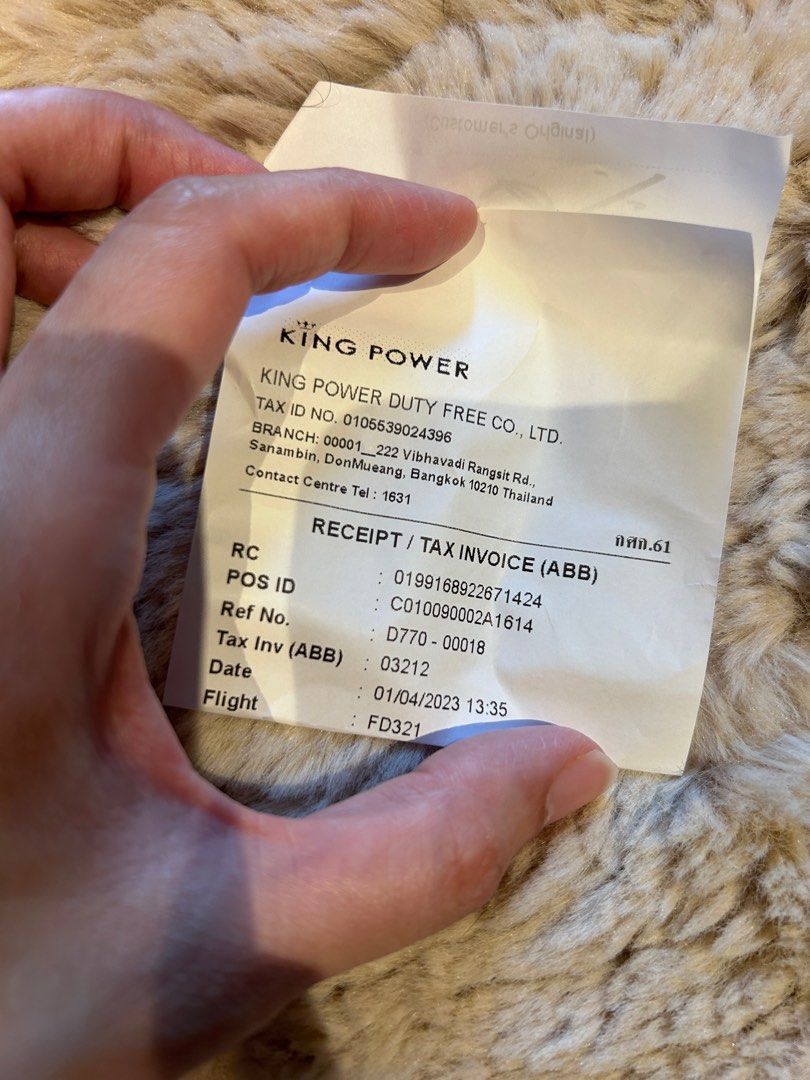 (Customer's Original)
KING POWER
KING POWER DUTY FREE CO., LTD.
TAX ID NO. 0105539024396
BRANCH: 00001__222 Vibhavadi Rangsit Rd.,
Sanambin, DonMueang, Bangkok 10210 Thailand
Contact Centre Tel : 1631
กศก.61
RECEIPT / TAX INVOICE (ABB)
RC : 0199168922671424
POS ID : C010090002A1614
Ref No. : D770 - 00018
Tax Inv (ABB) : 03212
Date : 01/04/2023 13:35
Flight : FD321